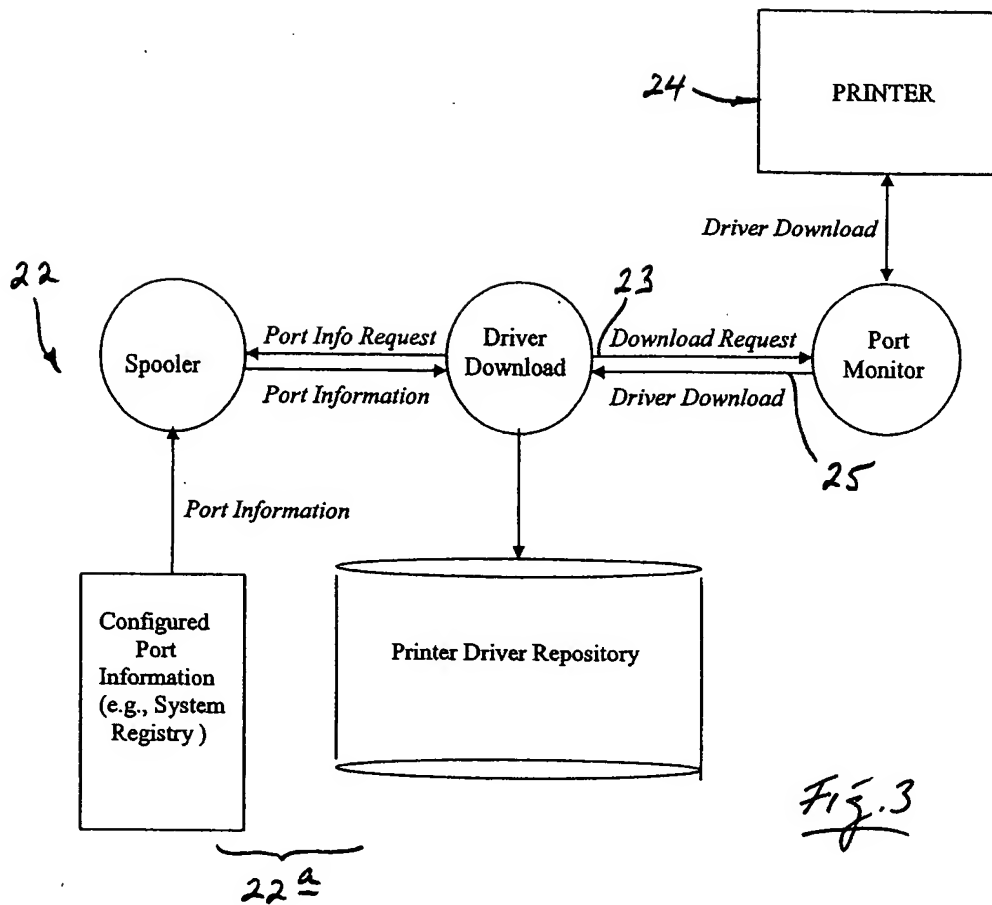 24
PRINTER
Driver Download
22
23
Spooler
Port Info Request
Port Information
Driver
Download
Download Request
Driver Download
Port
Monitor
25
Port Information
Configured
Port
Information
(e.g., System
Registry )
Printer Driver Repository
Fig. 3
22 a